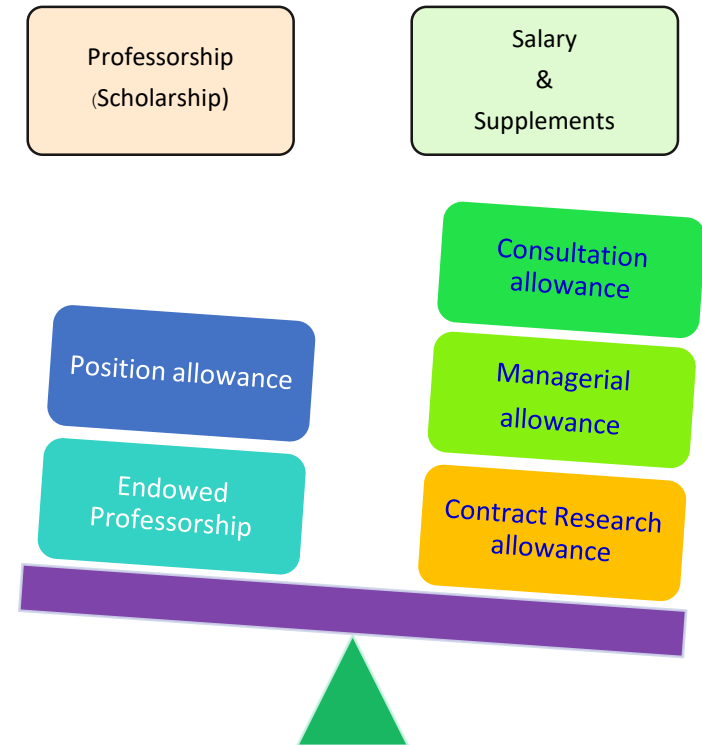 Professorship
(Scholarship)
Salary
&
Supplements
Consultation
allowance
Position allowance
Managerial
allowance
Endowed
Professorship
Contract Research
allowance